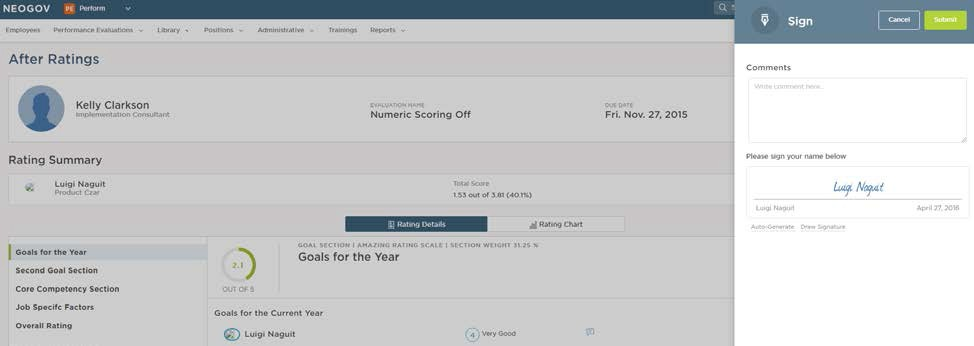 NEOGOV PE Perform
Employees Performance Evaluations Library Positions Administrative Trainings Reports
After Ratings
Kelly Clarkson
Implementation Consultant
EVALUATION NAME
Numeric Scoring Off
DUE DATE
Fri. Nov. 27, 2015
Rating Summary
Luigi Naguit
Product Czar
Total Score
1.53 out of 3.81 (40.1%)
Rating Details Rating Chart
Goals for the Year
Second Goal Section
Core Competency Section
Job Specifc Factors
Overall Rating
2.1
OUT OF 5
GOAL SECTION | AMAZING RATING SCALE | SECTION WEIGHT 31.25 %
Goals for the Year
Goals for the Current Year
Luigi Naguit 4 Very Good
Sign Cancel Submit
Comments
Write comment here...
Please sign your name below
Luigi Naguit
Luigi Naguit April 27, 2016
Auto-Generate Draw Signature